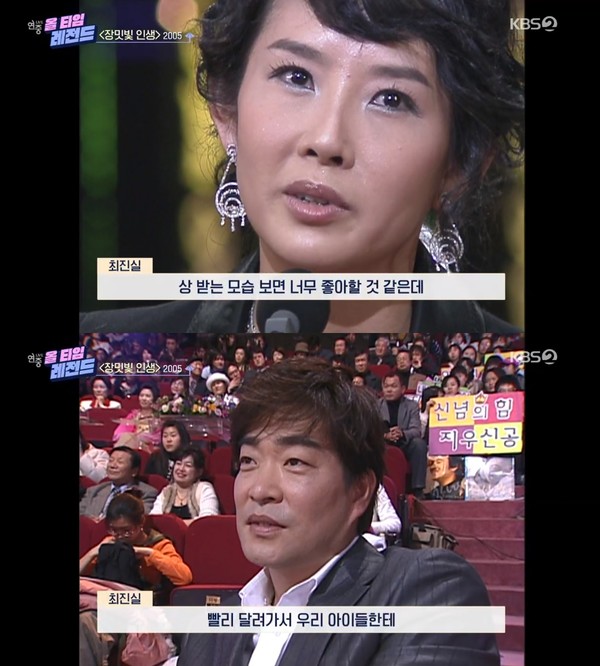 연중 올 타임
레전드
<장밋빛 인생> 2005
KBS2
최진실
상 받는 모습 보면 너무 좋아할 것 같은데
연중 올 타임
레전드
<장밋빛 인생> 2005
KBS2
신념의 힘
지우신공
최진실
빨리 달려가서 우리 아이들한테